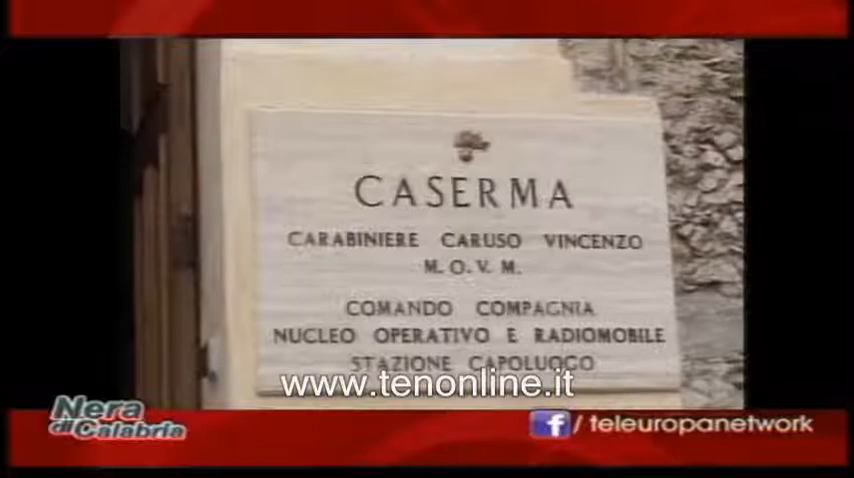 CASERMA
CARABINIERE CARUSO VINCENZO
M.O.V.M.
COMANDO COMPAGNIA
NUCLEO OPERATIVO E RADIOMOBILE
STAZIONE CAPOLUOGO
www.tenonline.it
Nera
di Calabria
f / teleuropanetwork